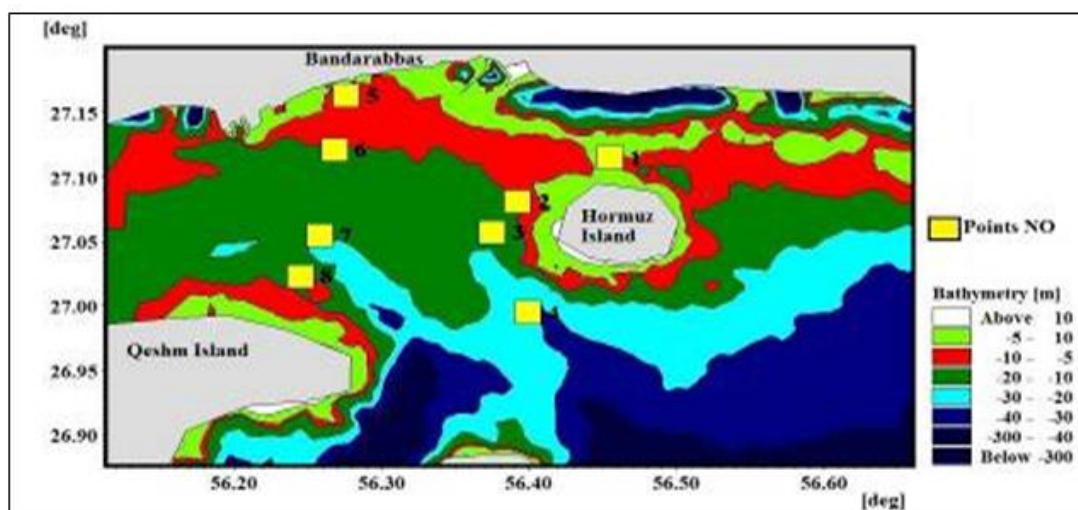 [deg]
Bandarabbas
27.15
27.10
27.05
27.00
26.95
26.90
5
6
1
2
3
7
8
4
Hormuz
Island
Qeshm Island
56.20 56.30 56.40 56.50 56.60
[deg]
Points NO
Bathymetry [m]
Above 10
-5 - 10
-10 - -5
-20 - -10
-30 - -20
-40 - -30
-300 - -40
Below -300